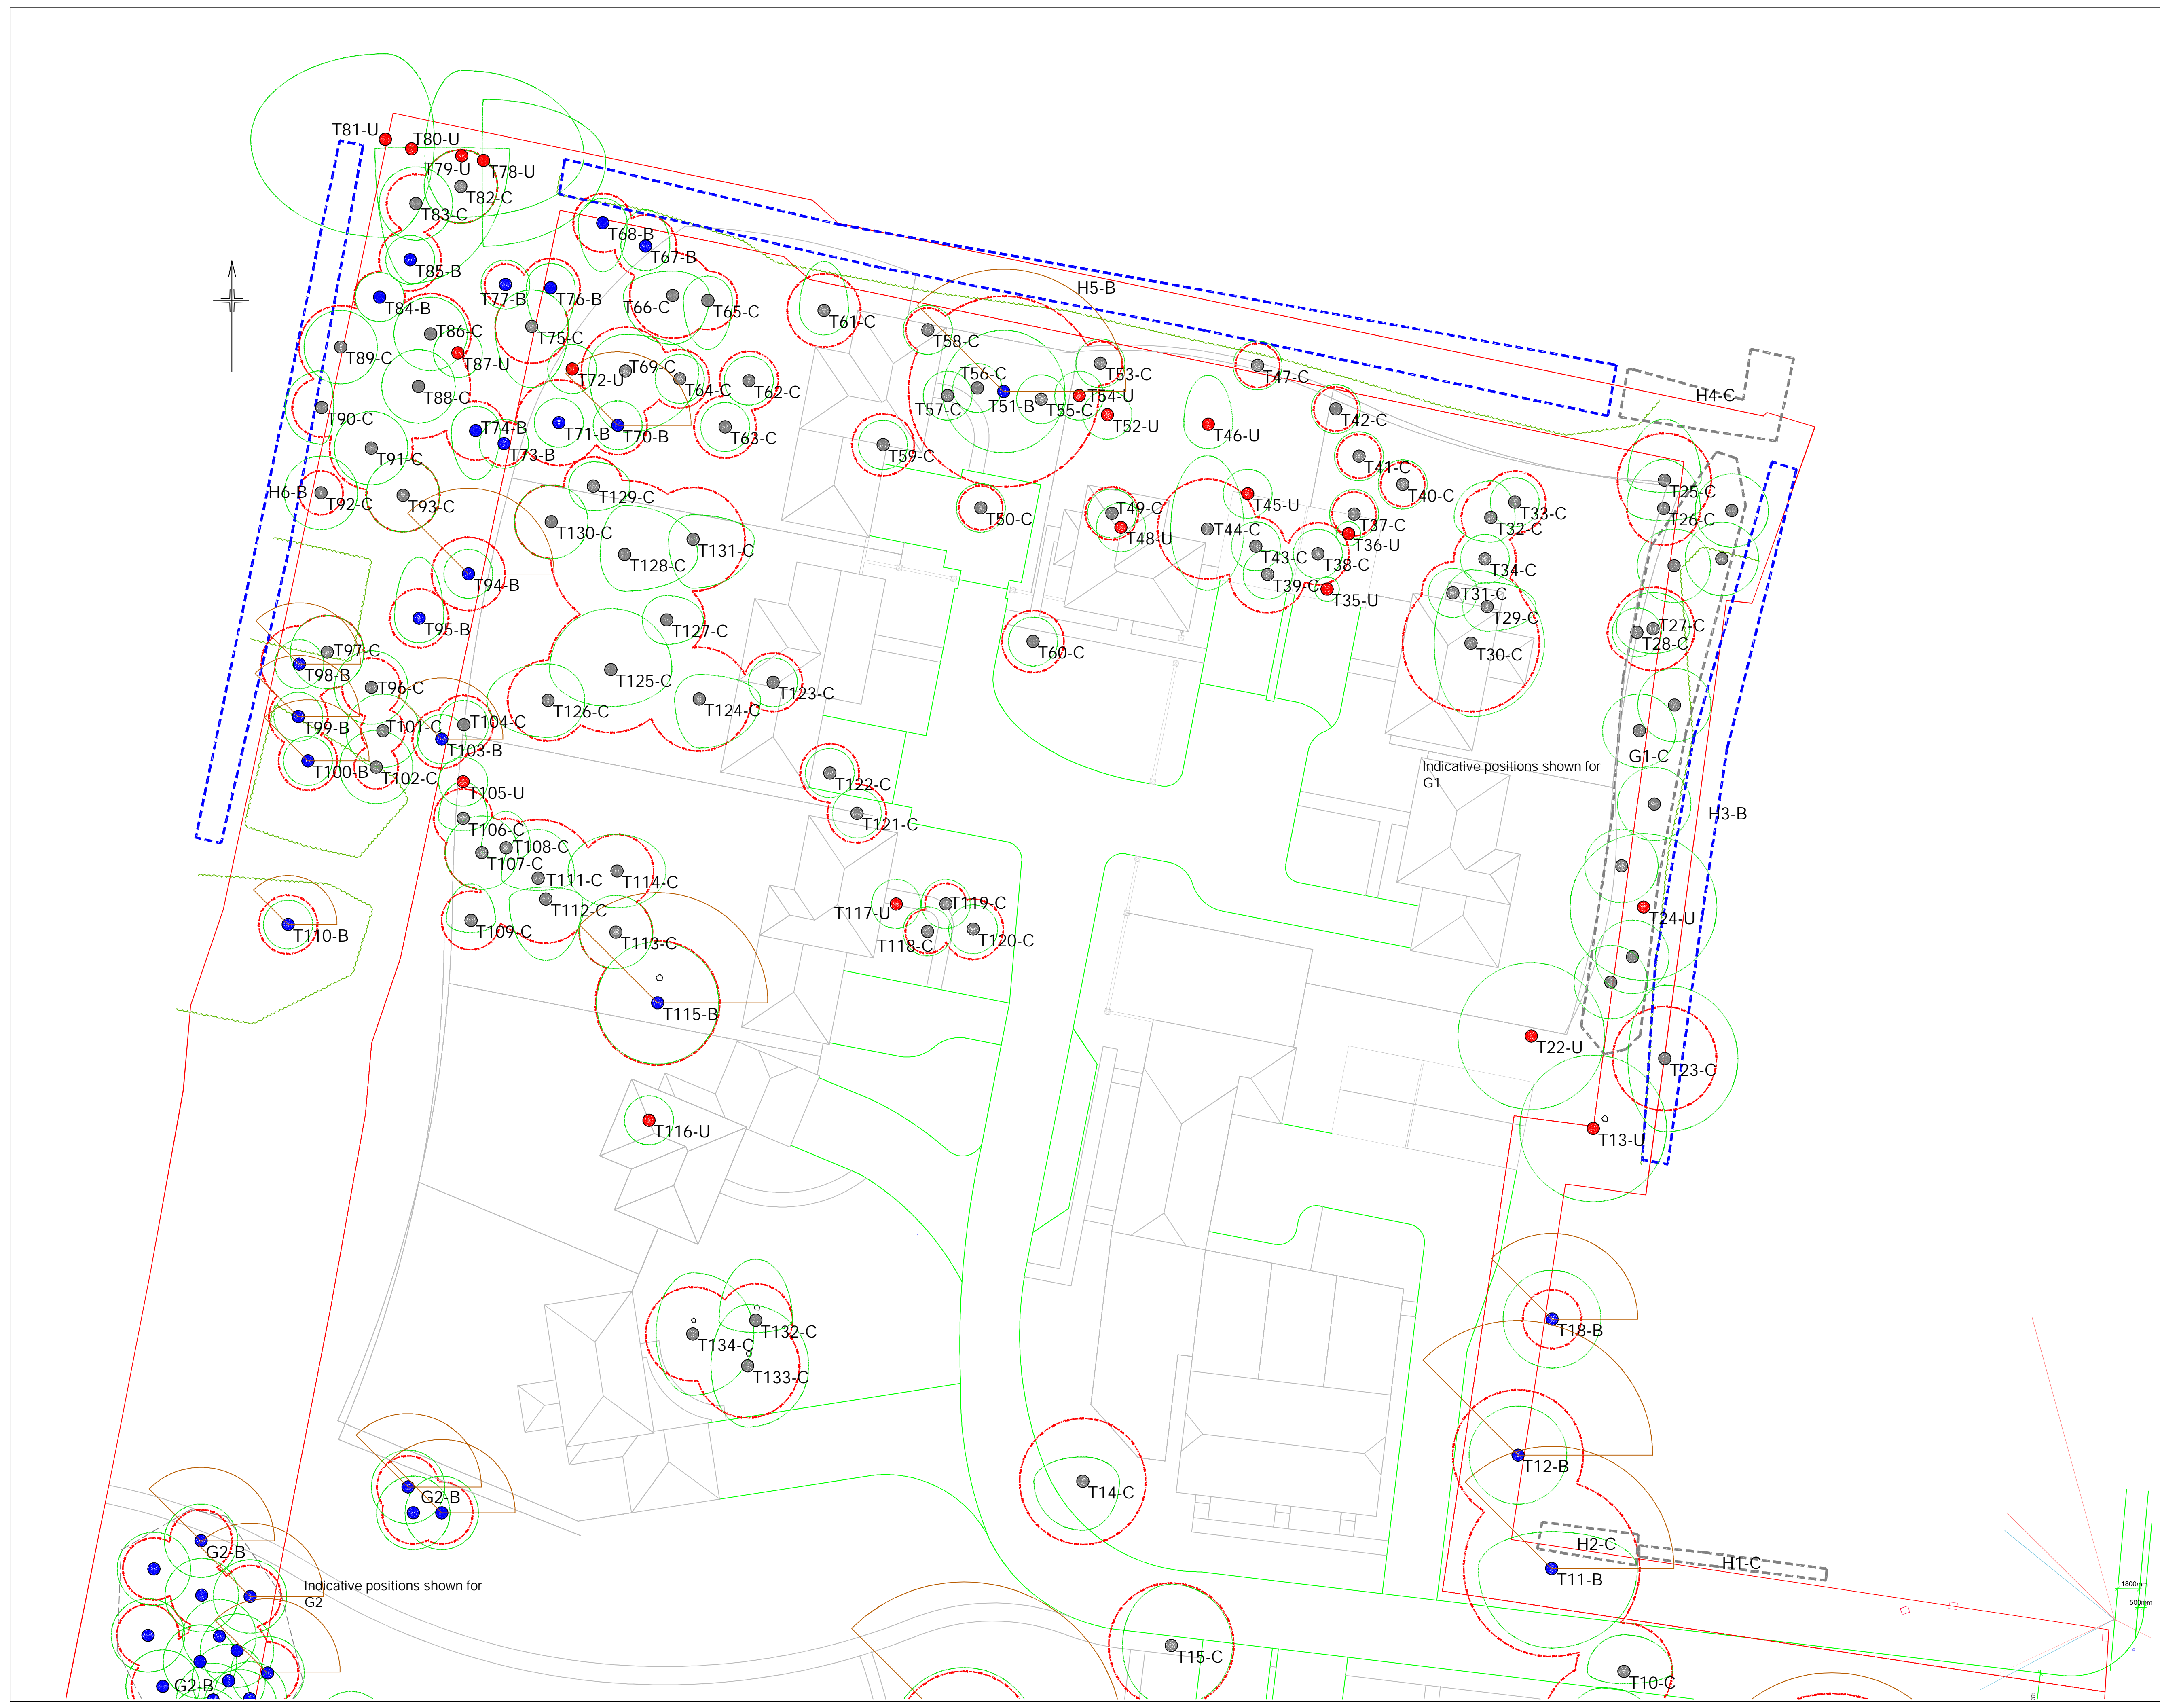 T81-U
T80-U
T79-U
T78-U
T82-C
T83-C
T68-B
T67-B
T85-B
H5-B
T84-B
T77-B
T76-B
T66-C
T65-C
T61-C
T86-C
T75-C
T58-C
T89-C
T87-U
T69-C
T53-C
T47-C
T88-C
T72-U
T64-C
T62-C
T56-C
T57-C
T51-B
T55-C
T54-U
H4-C
T90-C
T74-B
T71-B
T70-B
T63-C
T52-U
T46-U
T42-C
T91-C
T73-B
T59-C
T41-C
H6-B
T92-C
T93-C
T129-C
T50-C
T49-C
T45-U
T40-C
T25-C
T130-C
T48-U
T44-C
T37-C
T33-C
T32-C
T26-C
T131-C
T128-C
T43-C
T38-C
T36-U
T34-C
T94-B
T39-C
T35-U
T31-C
T29-C
T95-B
T127-C
T60-C
T30-C
T27-C
T28-C
T97-C
T98-B
T96-C
T125-C
T126-C
T124-C
T123-C
T99-B
T101-C
T104-C
T103-B
G1-C
T100-B
T102-C
T105-U
T122-C
Indicative positions shown for
G1
T106-C
T121-C
H3-B
T108-C
T107-C
T111-C
T114-C
T112-C
T109-C
T113-C
T117-U
T119-C
T118-C
T120-C
T24-U
T110-B
T115-B
T22-U
T23-C
T116-U
T13-U
T132-C
T134-C
T133-C
T18-B
T12-B
G2-B
T14-C
G2-B
H2-C
H1-C
T11-B
Indicative positions shown for
G2
1800mm
500mm
T15-C
T10-C
G2-B